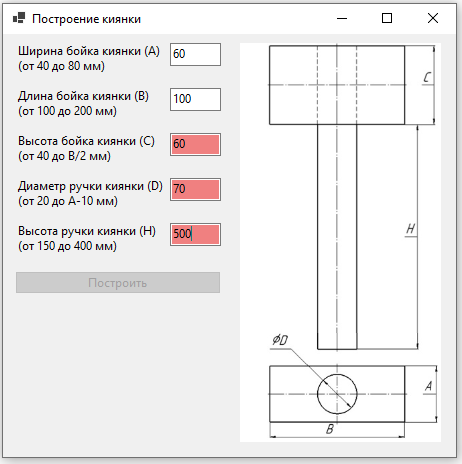 Построение киянки
Ширина бойка киянки (A)
(от 40 до 80 мм)
60
Длина бойка киянки (B)
(от 100 до 200 мм)
100
Высота бойка киянки (C)
(от 40 до B/2 мм)
60
Диаметр ручки киянки (D)
(от 20 до A-10 мм)
70
Высота ручки киянки (H)
(от 150 до 400 мм)
500
Построить
C
H
ΦD
A
B